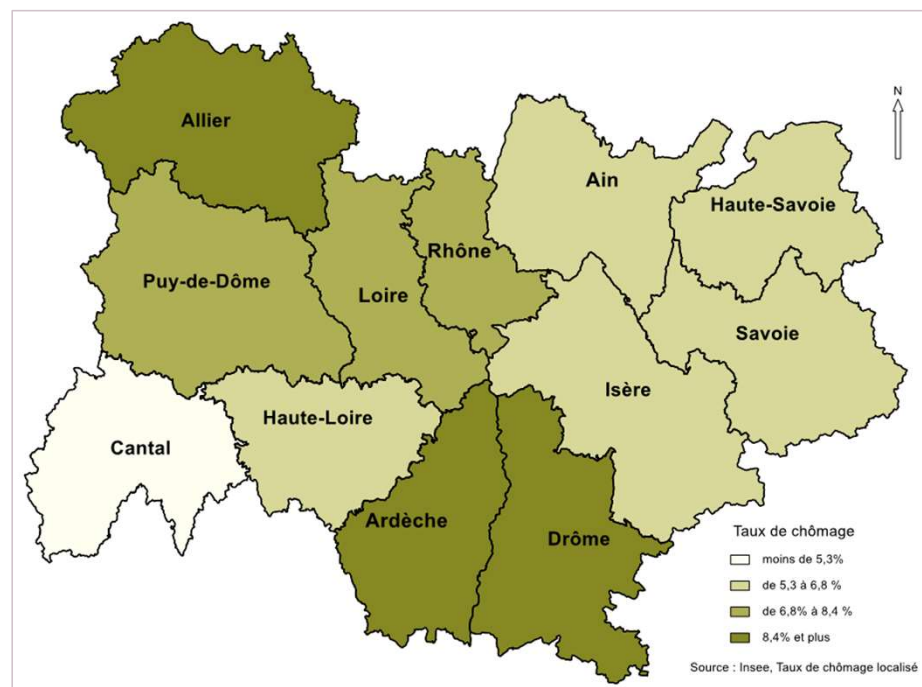 N
Allier
Ain
Haute-Savoie
Rhône
Puy-de-Dôme
Loire
Savoie
Isère
Haute-Loire
Cantal
Ardèche
Drôme
Taux de chômage
moins de 5,3%
de 5,3 à 6,8 %
de 6,8% à 8,4 %
8,4% et plus
Source : Insee, Taux de chômage localisé